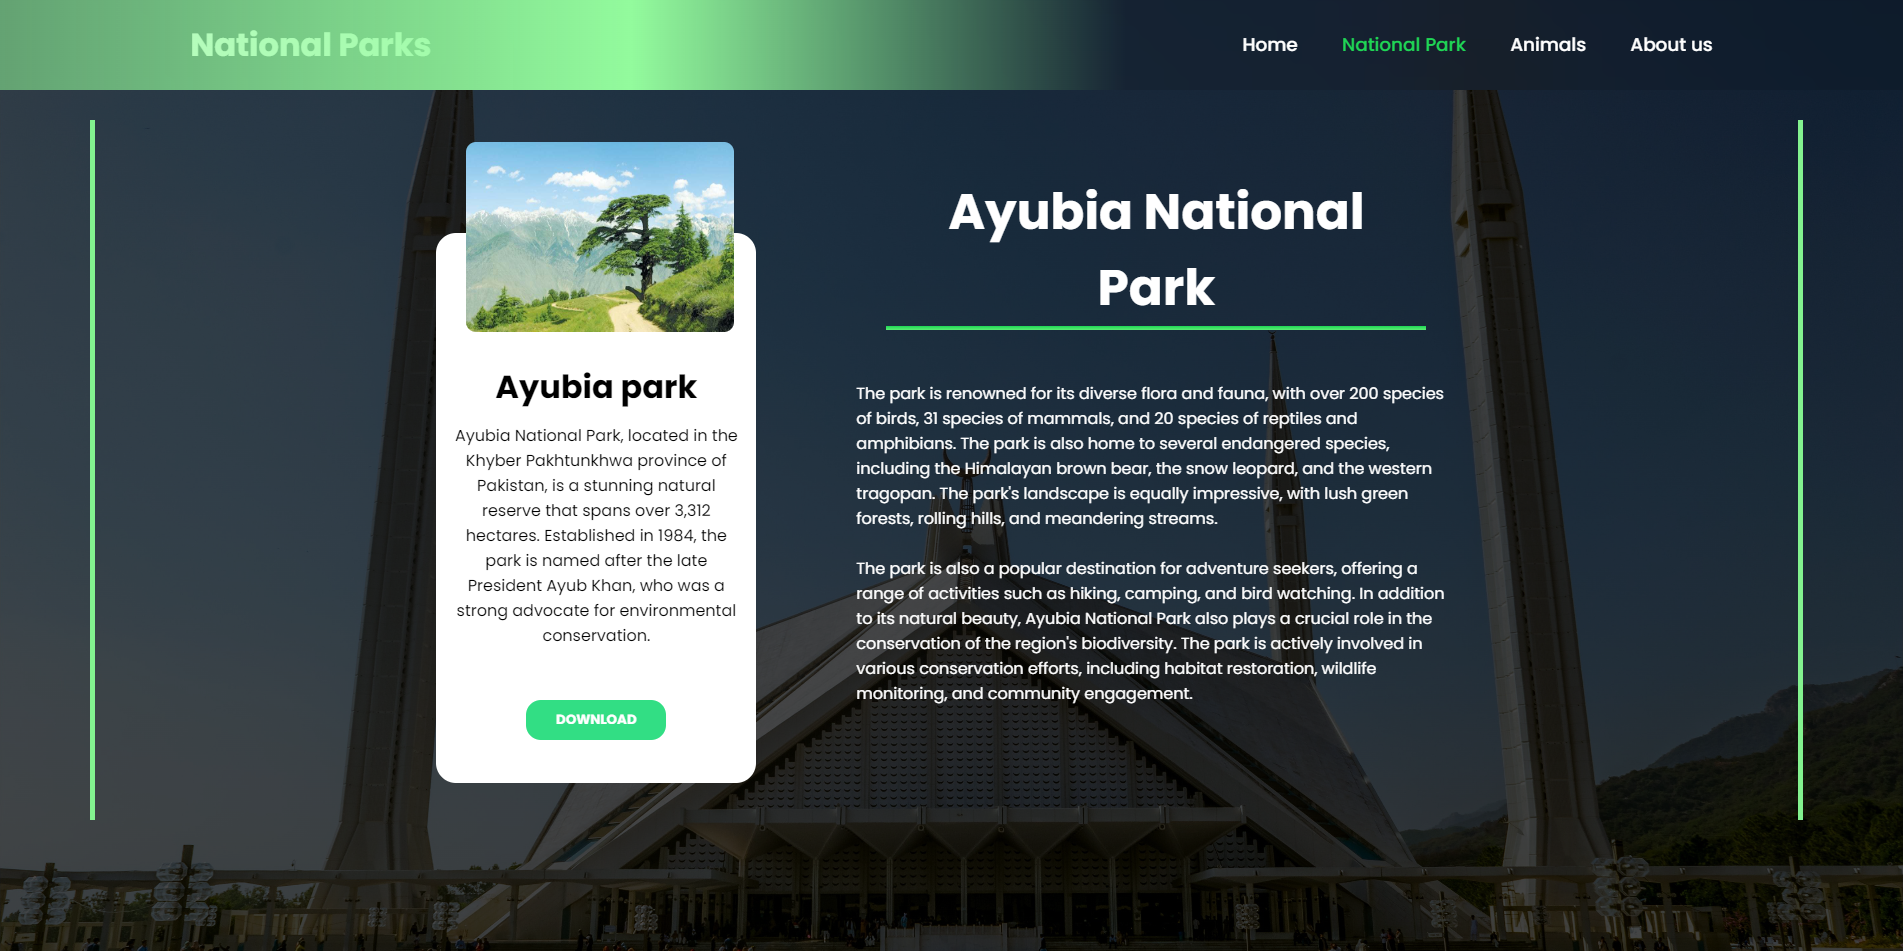 National Parks
Home
National Park
Animals
About us
Ayubia park
Ayubia National Park, located in the
Khyber Pakhtunkhwa province of
Pakistan, is a stunning natural
reserve that spans over 3,312
hectares. Established in 1984, the
park is named after the late
President Ayub Khan, who was a
strong advocate for environmental
conservation.
DOWNLOAD
Ayubia National
Park
The park is renowned for its diverse flora and fauna, with over 200 species
of birds, 31 species of mammals, and 20 species of reptiles and
amphibians. The park is also home to several endangered species,
including the Himalayan brown bear, the snow leopard, and the western
tragopan. The park's landscape is equally impressive, with lush green
forests, rolling hills, and meandering streams.
The park is also a popular destination for adventure seekers, offering a
range of activities such as hiking, camping, and bird watching. In addition
to its natural beauty, Ayubia National Park also plays a crucial role in the
conservation of the region's biodiversity. The park is actively involved in
various conservation efforts, including habitat restoration, wildlife
monitoring, and community engagement.